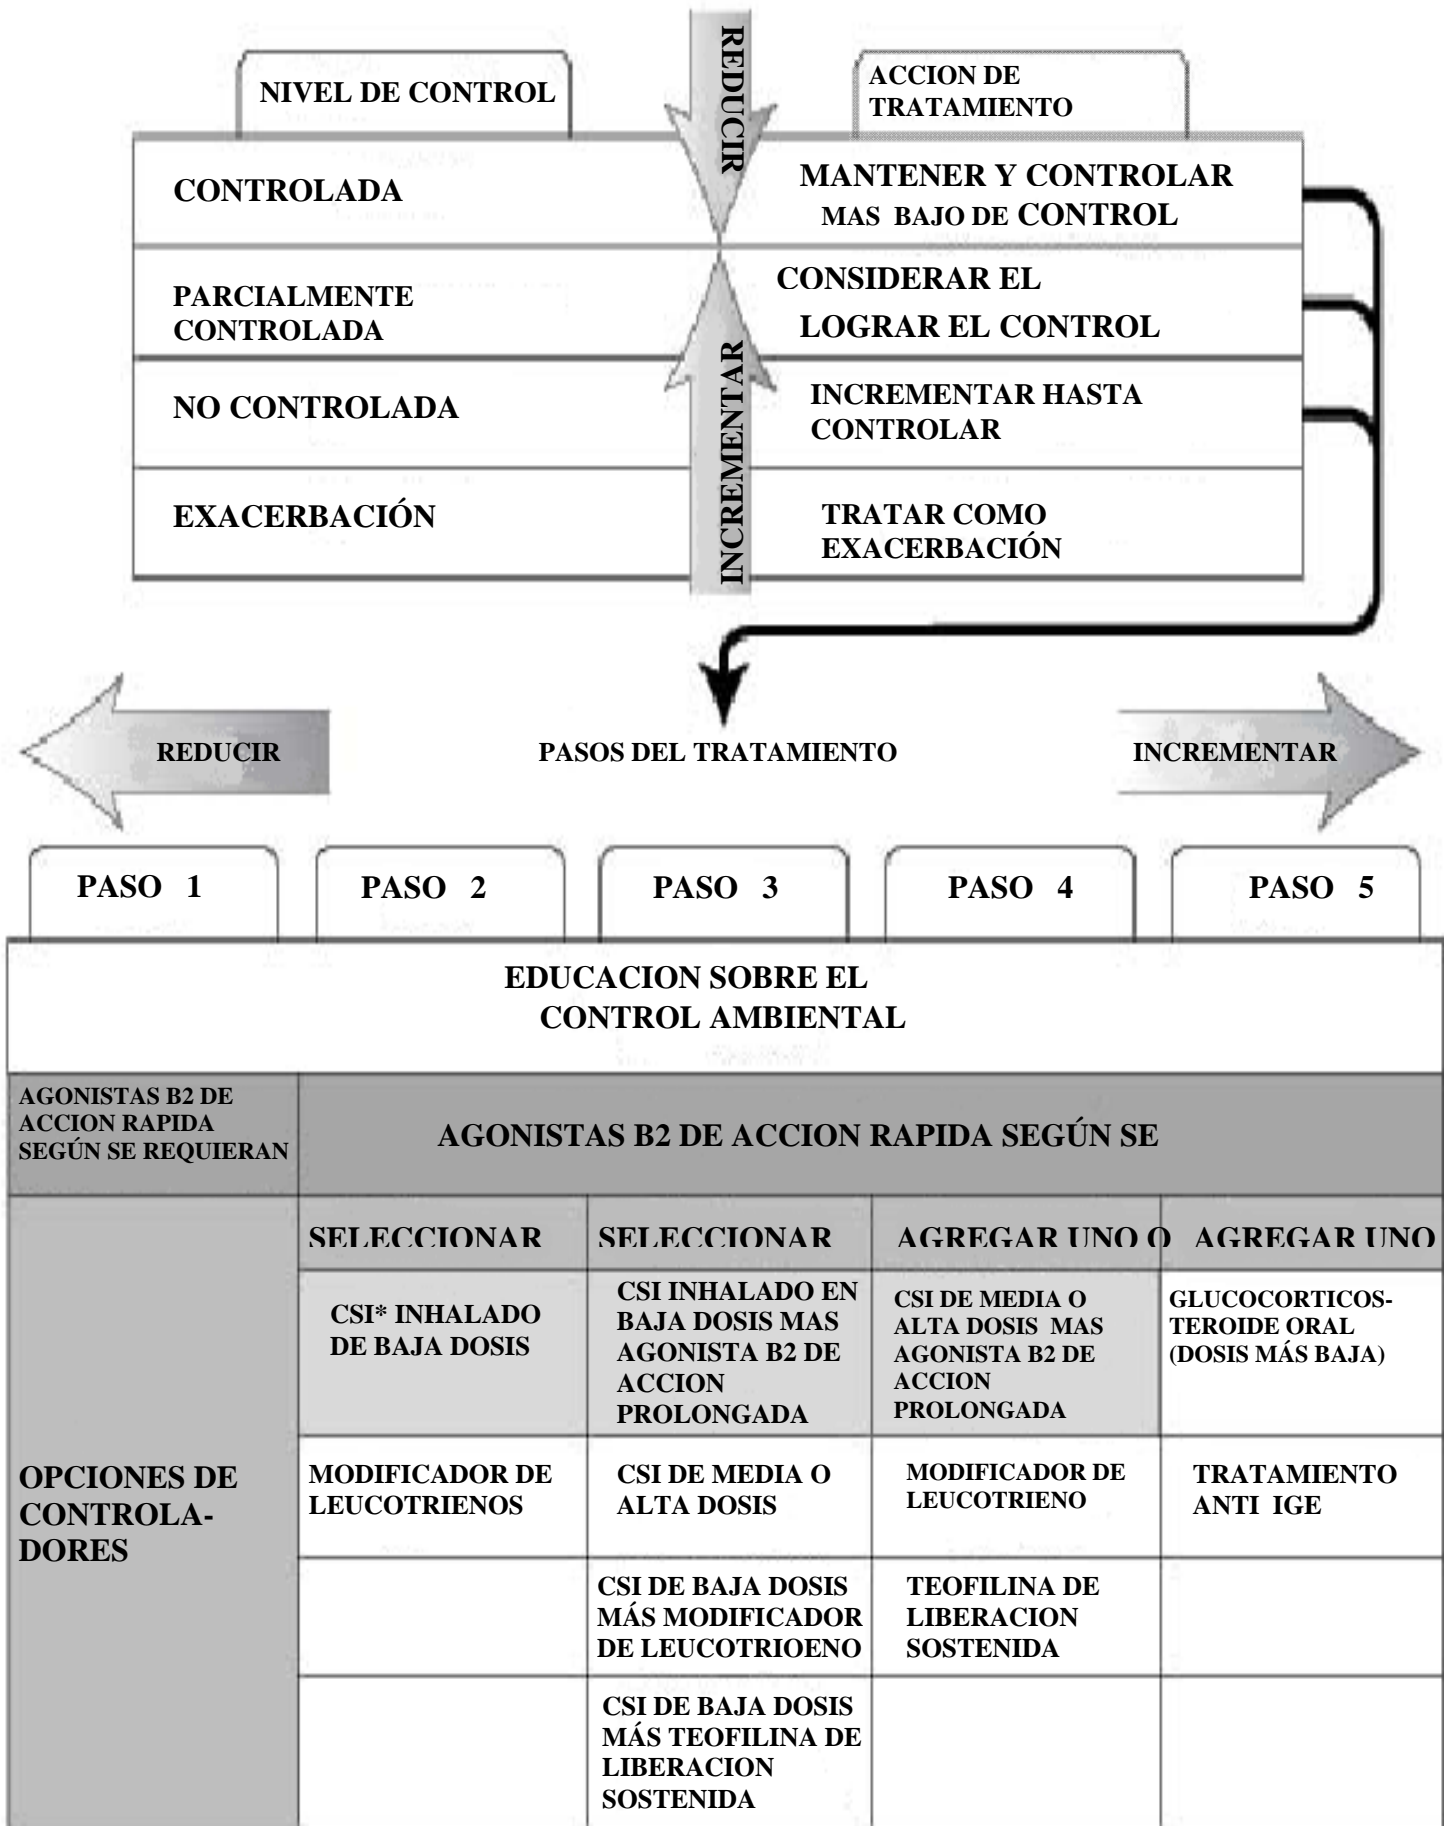 NIVEL DE CONTROL
REDUCIR
ACCION DE
TRATAMIENTO
CONTROLADA
MANTENER Y CONTROLAR
MAS BAJO DE CONTROL
PARCIALMENTE
CONTROLADA
CONSIDERAR EL
LOGRAR EL CONTROL
INCREMENTAR
NO CONTROLADA
INCREMENTAR HASTA
CONTROLAR
EXACERBACIÓN
TRATAR COMO
EXACERBACIÓN
REDUCIR
PASOS DEL TRATAMIENTO
INCREMENTAR
PASO 1
PASO 2
PASO 3
PASO 4
PASO 5
EDUCACION SOBRE EL
CONTROL AMBIENTAL
AGONISTAS B2 DE
ACCION RAPIDA
SEGÚN SE REQUIERAN
AGONISTAS B2 DE ACCION RAPIDA SEGÚN SE
SELECCIONAR
SELECCIONAR
AGREGAR UNO O
AGREGAR UNO
OPCIONES DE
CONTROLA-
DORES
CSI* INHALADO
DE BAJA DOSIS
CSI INHALADO EN
BAJA DOSIS MAS
AGONISTA B2 DE
ACCION
PROLONGADA
CSI DE MEDIA O
ALTA DOSIS MAS
AGONISTA B2 DE
ACCION
PROLONGADA
GLUCOCORTICOS-
TEROIDE ORAL
(DOSIS MÁS BAJA)
MODIFICADOR DE
LEUCOTRIENOS
CSI DE MEDIA O
ALTA DOSIS
MODIFICADOR DE
LEUCOTRIENO
TRATAMIENTO
ANTI IGE
CSI DE BAJA DOSIS
MÁS MODIFICADOR
DE LEUCOTRIOENO
TEOFILINA DE
LIBERACION
SOSTENIDA
CSI DE BAJA DOSIS
MÁS TEOFILINA DE
LIBERACION
SOSTENIDA